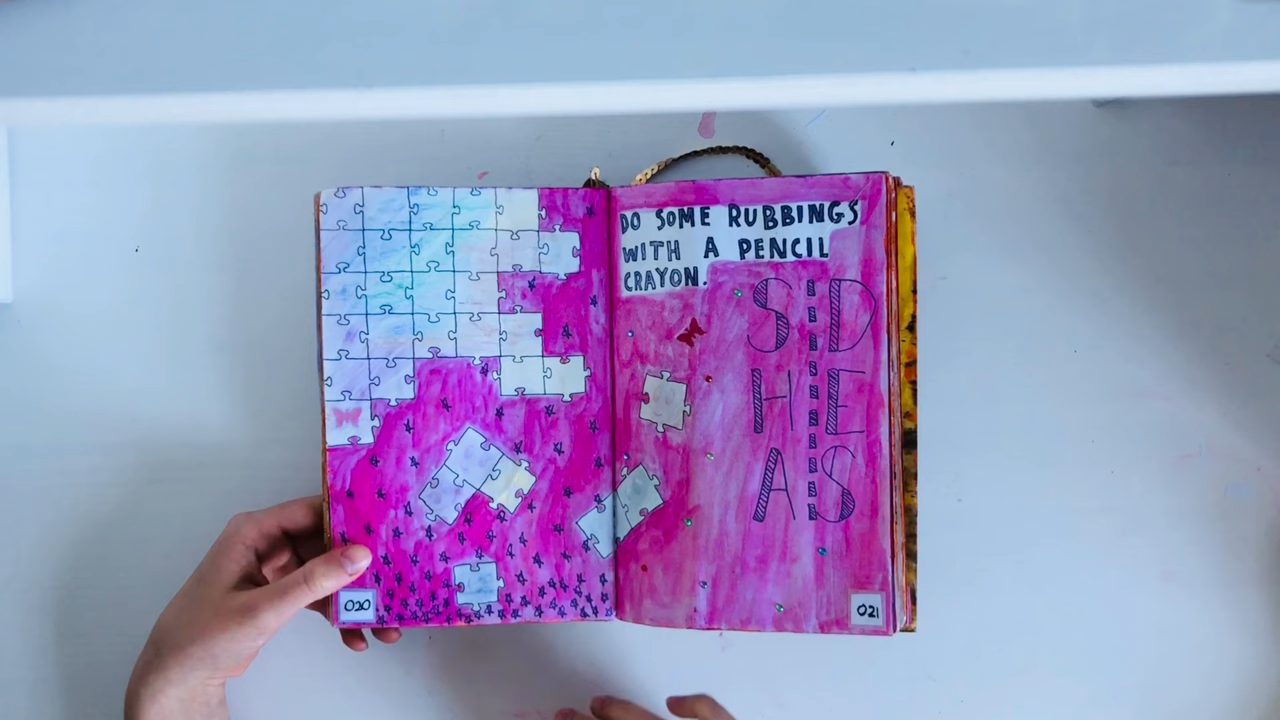 DO SOME RUBBINGS
WITH A PENCIL
CRAYON.
S D
H E
A S
020
021